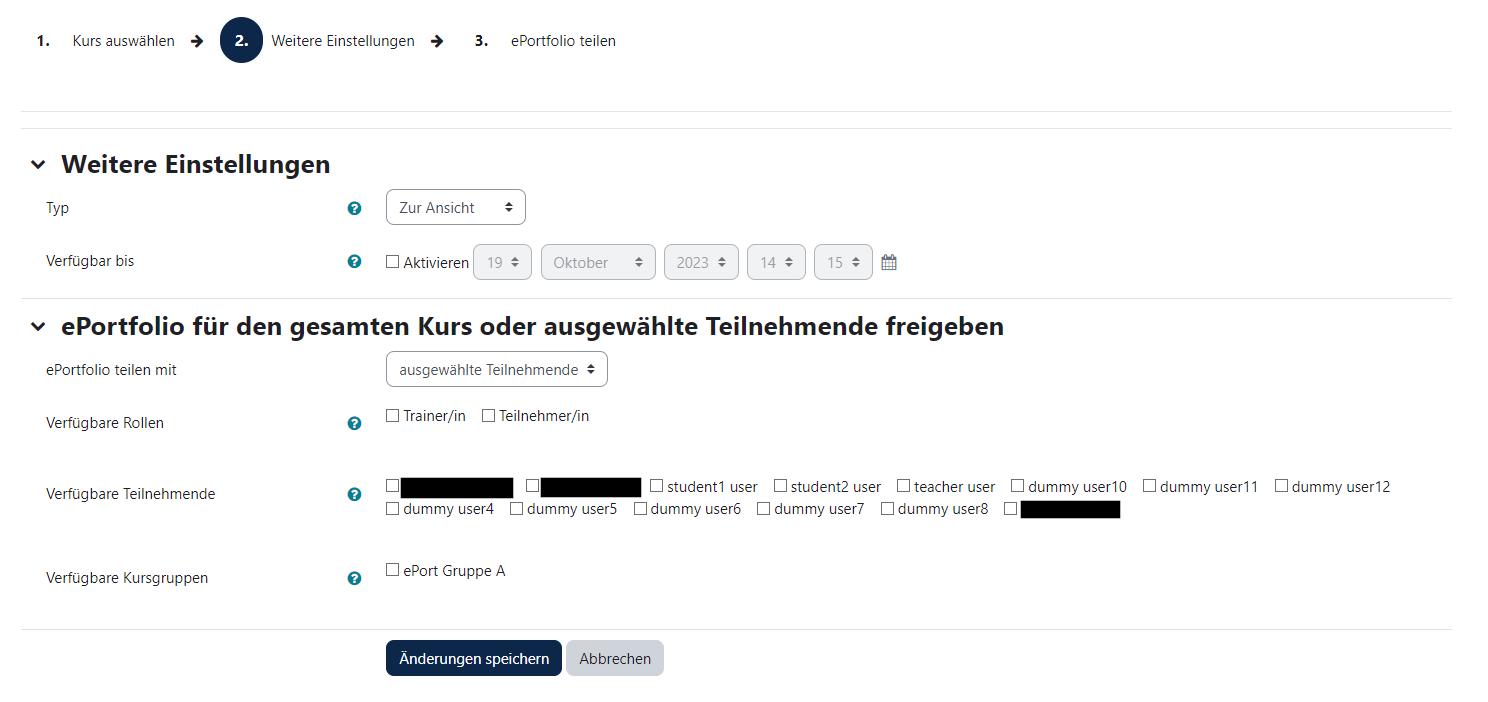 1. Kurs auswählen → 2. Weitere Einstellungen → 3. ePortfolio teilen
Weitere Einstellungen
Typ ? Zur Ansicht
Verfügbar bis ? Aktivieren 19 Oktober 2023 14 15
ePortfolio für den gesamten Kurs oder ausgewählte Teilnehmende freigeben
ePortfolio teilen mit ausgewählte Teilnehmende
Verfügbare Rollen ? Trainer/in Teilnehmer/in
Verfügbare Teilnehmende ? student1 user student2 user teacher user dummy user10 dummy user11 dummy user12
dummy user4 dummy user5 dummy user6 dummy user7 dummy user8
Verfügbare Kursgruppen ? ePort Gruppe A
Änderungen speichern Abbrechen